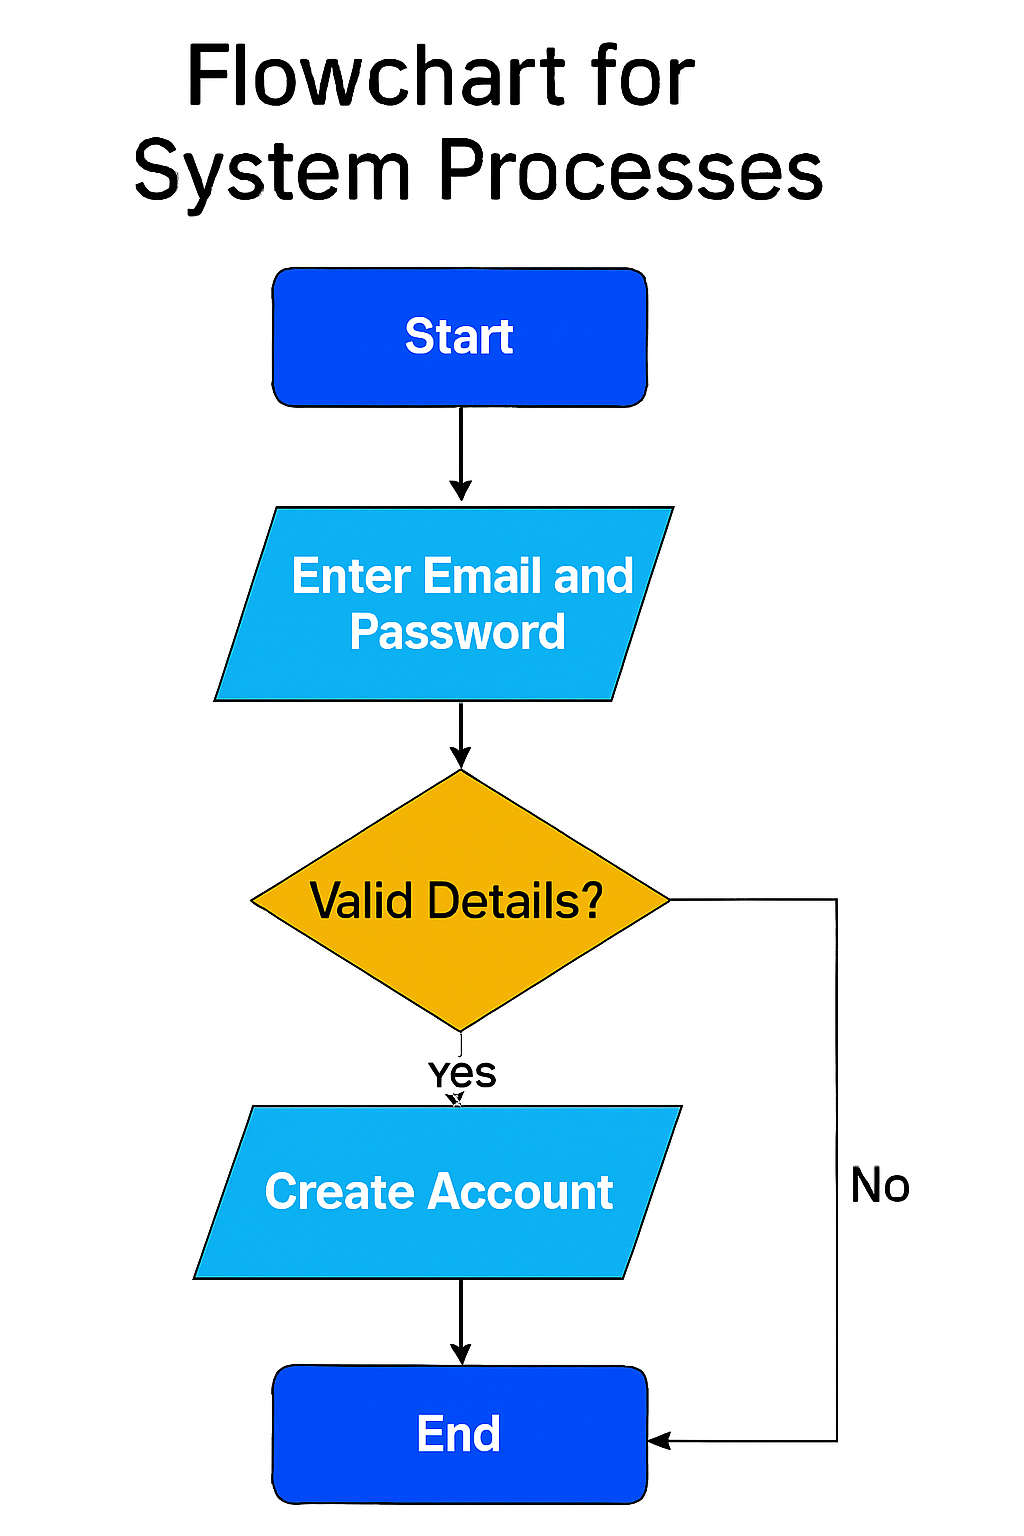 Flowchart for
System Processes
Start
Enter Email and
Password
Valid Details?
Yes
Create Account
No
End